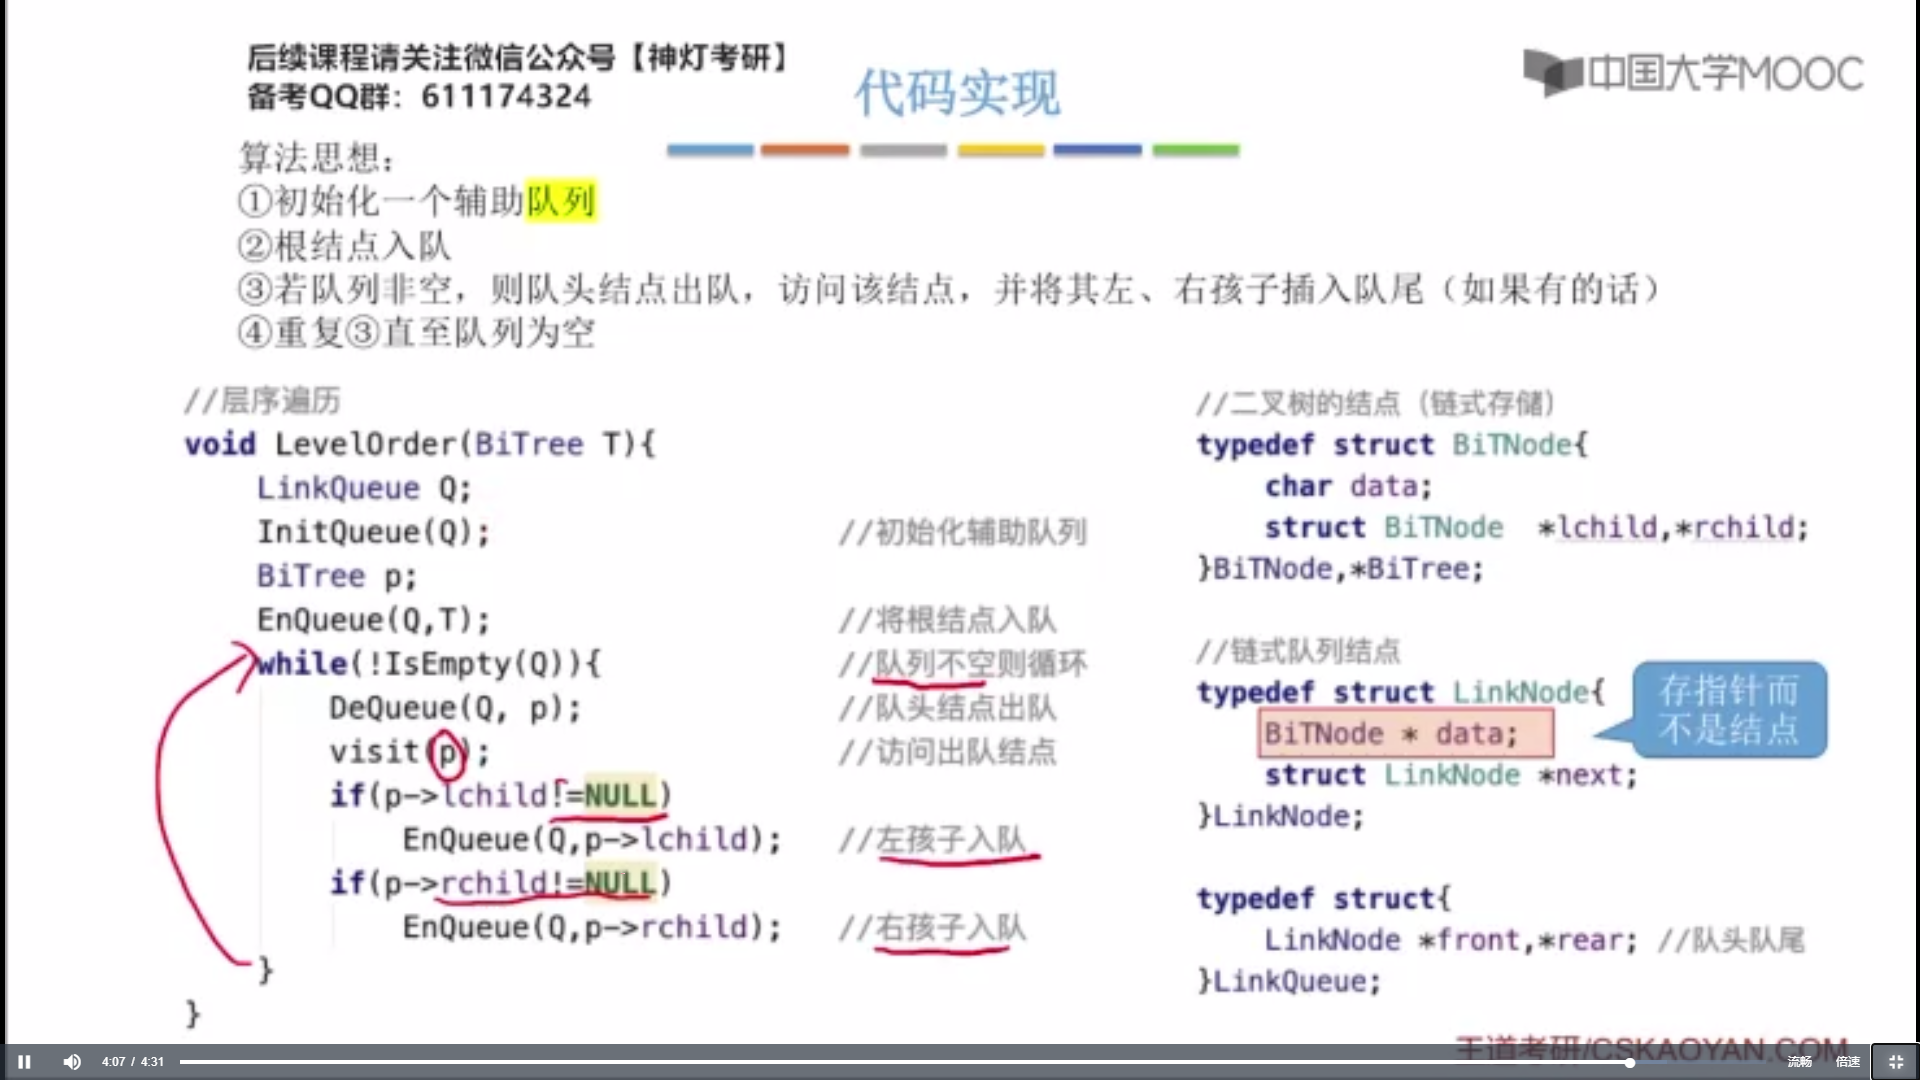 后续课程请关注微信公众号【神灯考研】
备考QQ群：611174324
代码实现
中国大学MOOC
算法思想：
①初始化一个辅助队列
②根结点入队
③若队列非空，则队头结点出队，访问该结点，并将其左、右孩子插入队尾（如果有的话）
④重复③直至队列为空
//层序遍历
void LevelOrder(BiTree T){
LinkQueue Q;
InitQueue(Q); //初始化辅助队列
BiTree p;
EnQueue(Q,T); //将根结点入队
while(!IsEmpty(Q)){ //队列不空则循环
DeQueue(Q, p); //队头结点出队
visit(p); //访问出队结点
if(p->lchild!=NULL)
EnQueue(Q,p->lchild); //左孩子入队
if(p->rchild!=NULL)
EnQueue(Q,p->rchild); //右孩子入队
}
}
//二叉树的结点（链式存储）
typedef struct BiTNode{
char data;
struct BiTNode *lchild,*rchild;
}BiTNode,*BiTree;
//链式队列结点
typedef struct LinkNode{
BiTNode * data;
struct LinkNode *next;
}LinkNode;
存指针而
不是结点
typedef struct{
LinkNode *front,*rear; //队头队尾
}LinkQueue;
王道考研/CSKAOYAN.COM
4:07 / 4:31
流畅
倍速